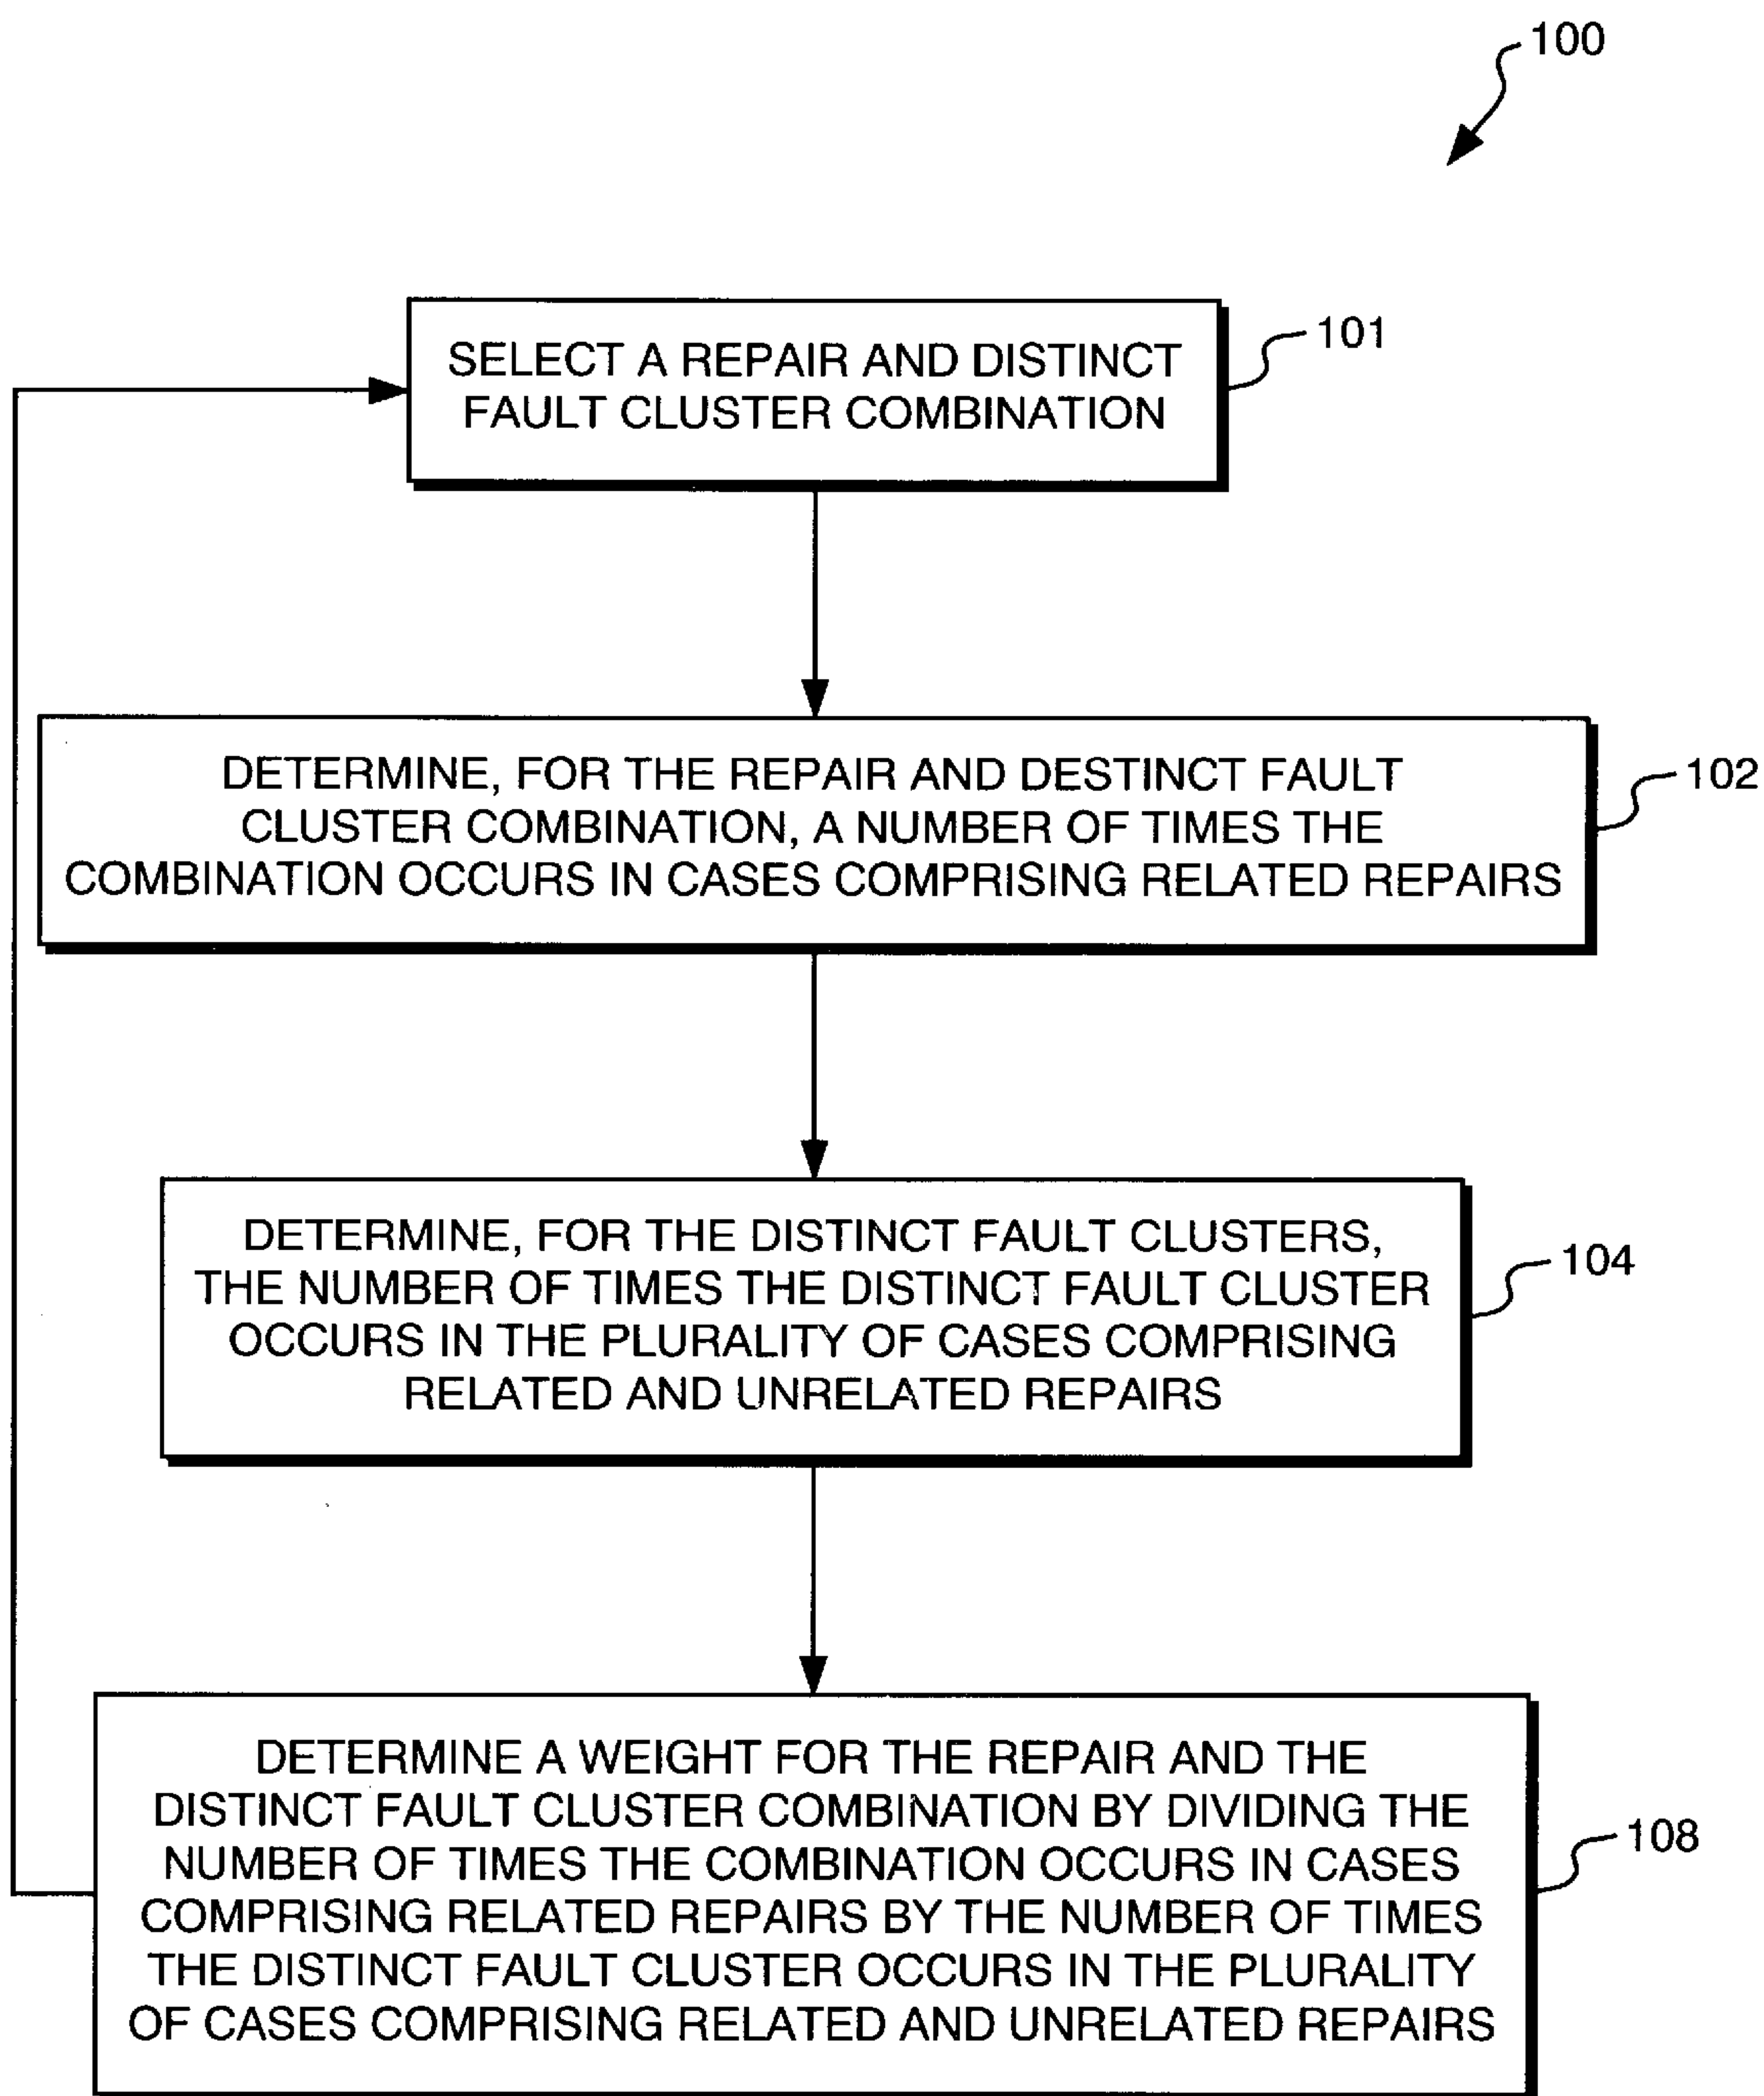 100
SELECT A REPAIR AND DISTINCT
FAULT CLUSTER COMBINATION
101
DETERMINE, FOR THE REPAIR AND DESTINCT FAULT
CLUSTER COMBINATION, A NUMBER OF TIMES THE
COMBINATION OCCURS IN CASES COMPRISING RELATED REPAIRS
102
DETERMINE, FOR THE DISTINCT FAULT CLUSTERS,
THE NUMBER OF TIMES THE DISTINCT FAULT CLUSTER
OCCURS IN THE PLURALITY OF CASES COMPRISING
RELATED AND UNRELATED REPAIRS
104
DETERMINE A WEIGHT FOR THE REPAIR AND THE
DISTINCT FAULT CLUSTER COMBINATION BY DIVIDING THE
NUMBER OF TIMES THE COMBINATION OCCURS IN CASES
COMPRISING RELATED REPAIRS BY THE NUMBER OF TIMES
THE DISTINCT FAULT CLUSTER OCCURS IN THE PLURALITY
OF CASES COMPRISING RELATED AND UNRELATED REPAIRS
108